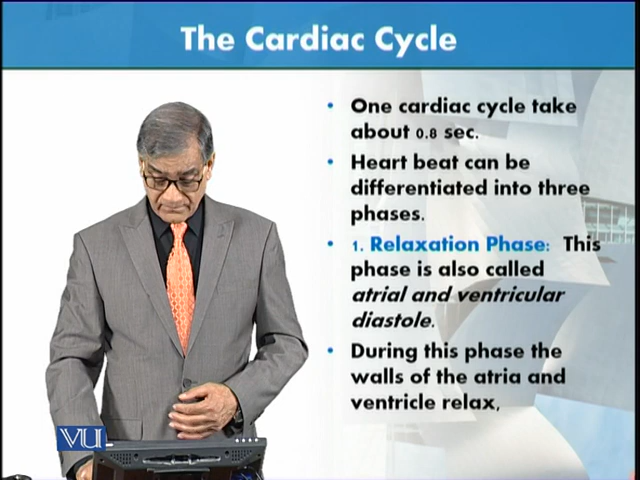 The Cardiac Cycle
• One cardiac cycle take
about 0.8 sec.
• Heart beat can be
differentiated into three
phases.
• 1. Relaxation Phase: This
phase is also called
atrial and ventricular
diastole.
• During this phase the
walls of the atria and
ventricle relax,
VU